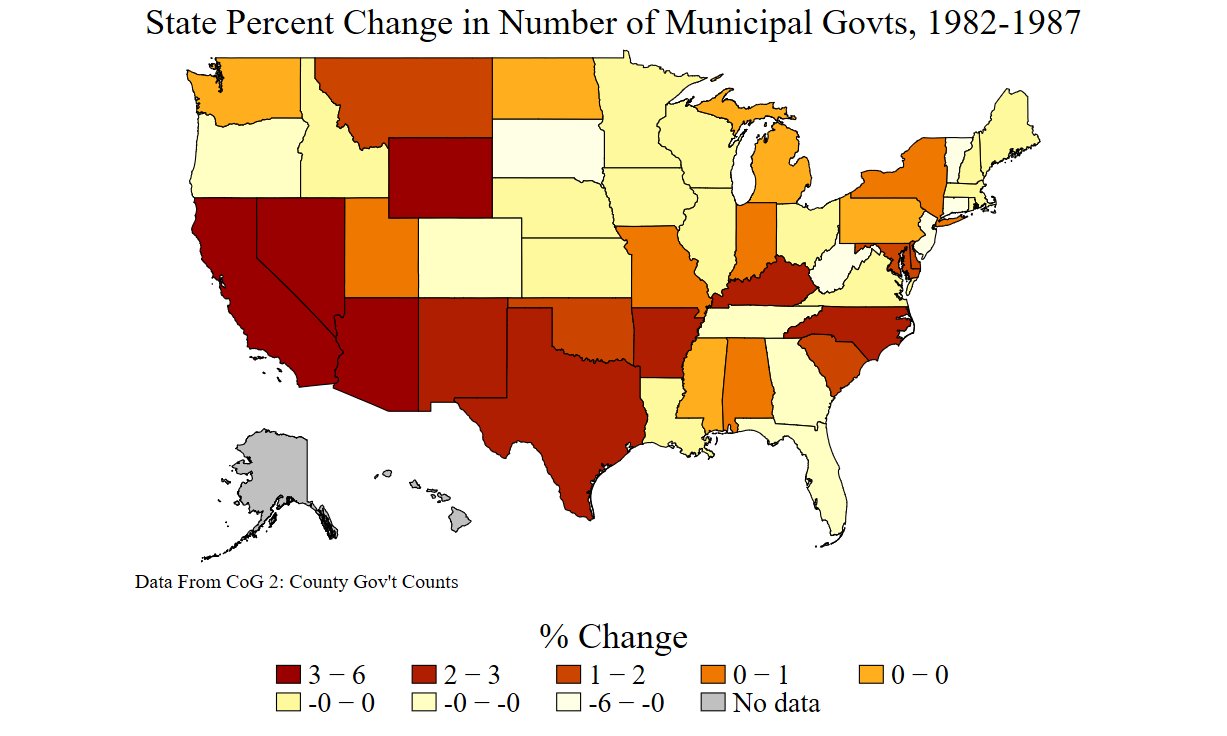 State Percent Change in Number of Municipal Govts, 1982-1987
Data From CoG 2: County Gov't Counts
% Change
3 − 6 2 − 3 1 − 2 0 − 1 0 − 0
-0 − 0 -0 − -0 -6 − -0 No data